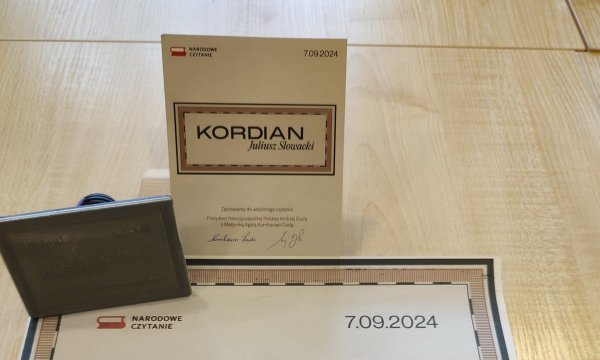 NARODOWE
CZYTANIE
7.09.2024
KORDIAN
Juliusz Słowacki
Zapraszamy do wspólnego czytania
Prezydent Rzeczypospolitej Polskiej Andrzej Duda
z Małżonką Agatą Kornhauser-Dudą
NARODOWE
CZYTANIE
7.09.2024